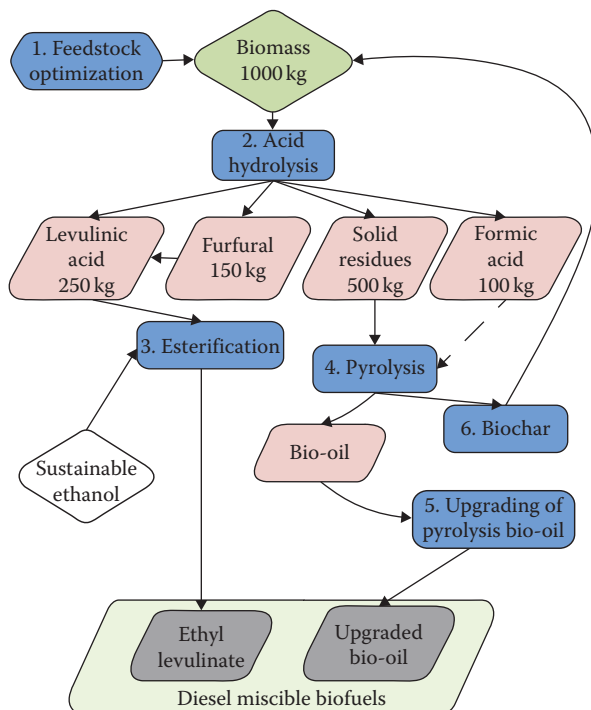 1. Feedstock
optimization
Biomass
1000 kg
2. Acid
hydrolysis
Levulinic
acid
250 kg
Furfural
150 kg
Solid
residues
500 kg
Formic
acid
100 kg
3. Esterification
4. Pyrolysis
6. Biochar
Sustainable
ethanol
Bio-oil
5. Upgrading of
pyrolysis bio-oil
Ethyl
levulinate
Upgraded
bio-oil
Diesel miscible biofuels